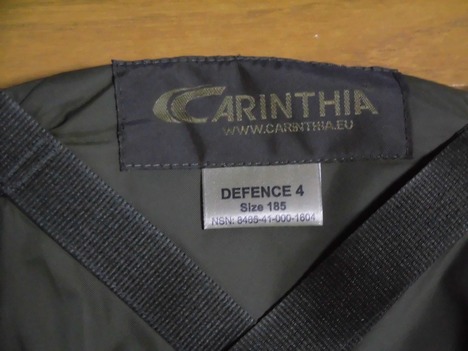 CARINTHIA
WWW.CARINTHIA.EU
DEFENCE 4
Size 185
NSN: 8465-41-000-1804